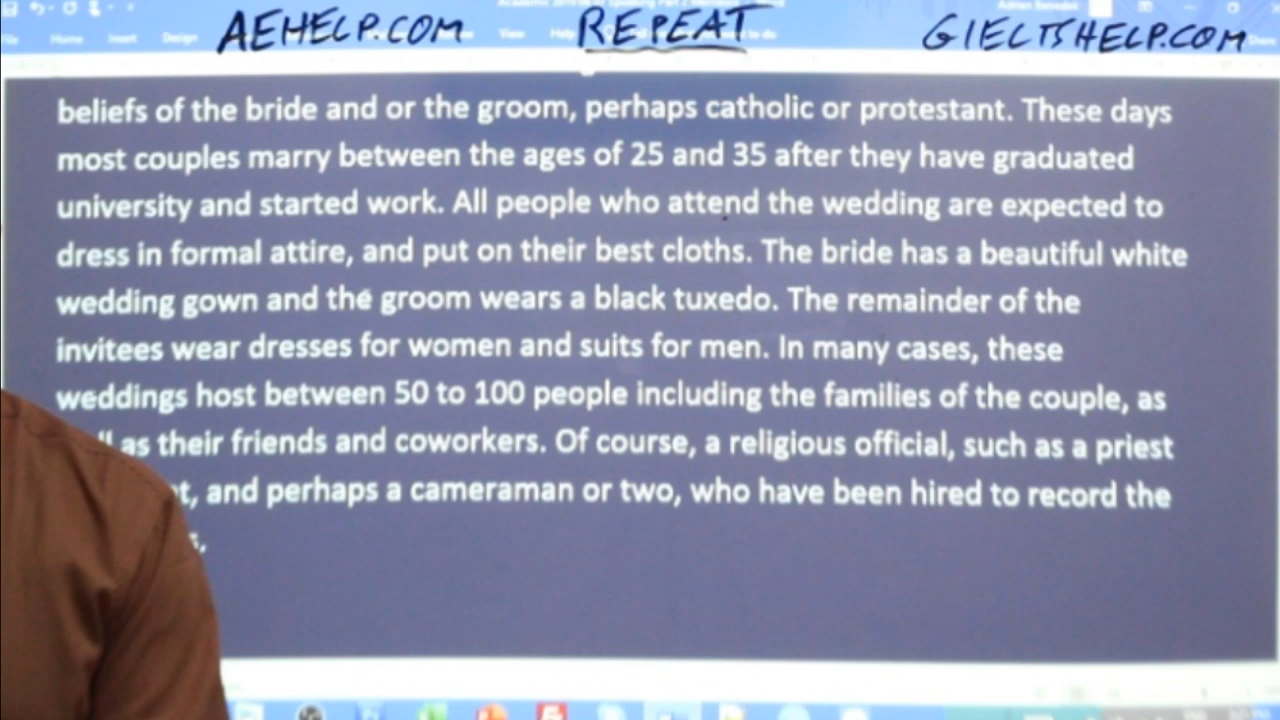 AEHELP.COM REPEAT GIELTSHELP.COM
Home Insert Design View Help
beliefs of the bride and or the groom, perhaps catholic or protestant. These days
most couples marry between the ages of 25 and 35 after they have graduated
university and started work. All people who attend the wedding are expected to
dress in formal attire, and put on their best cloths. The bride has a beautiful white
wedding gown and the groom wears a black tuxedo. The remainder of the
invitees wear dresses for women and suits for men. In many cases, these
weddings host between 50 to 100 people including the families of the couple, as
as their friends and coworkers. Of course, a religious official, such as a priest
and perhaps a cameraman or two, who have been hired to record the